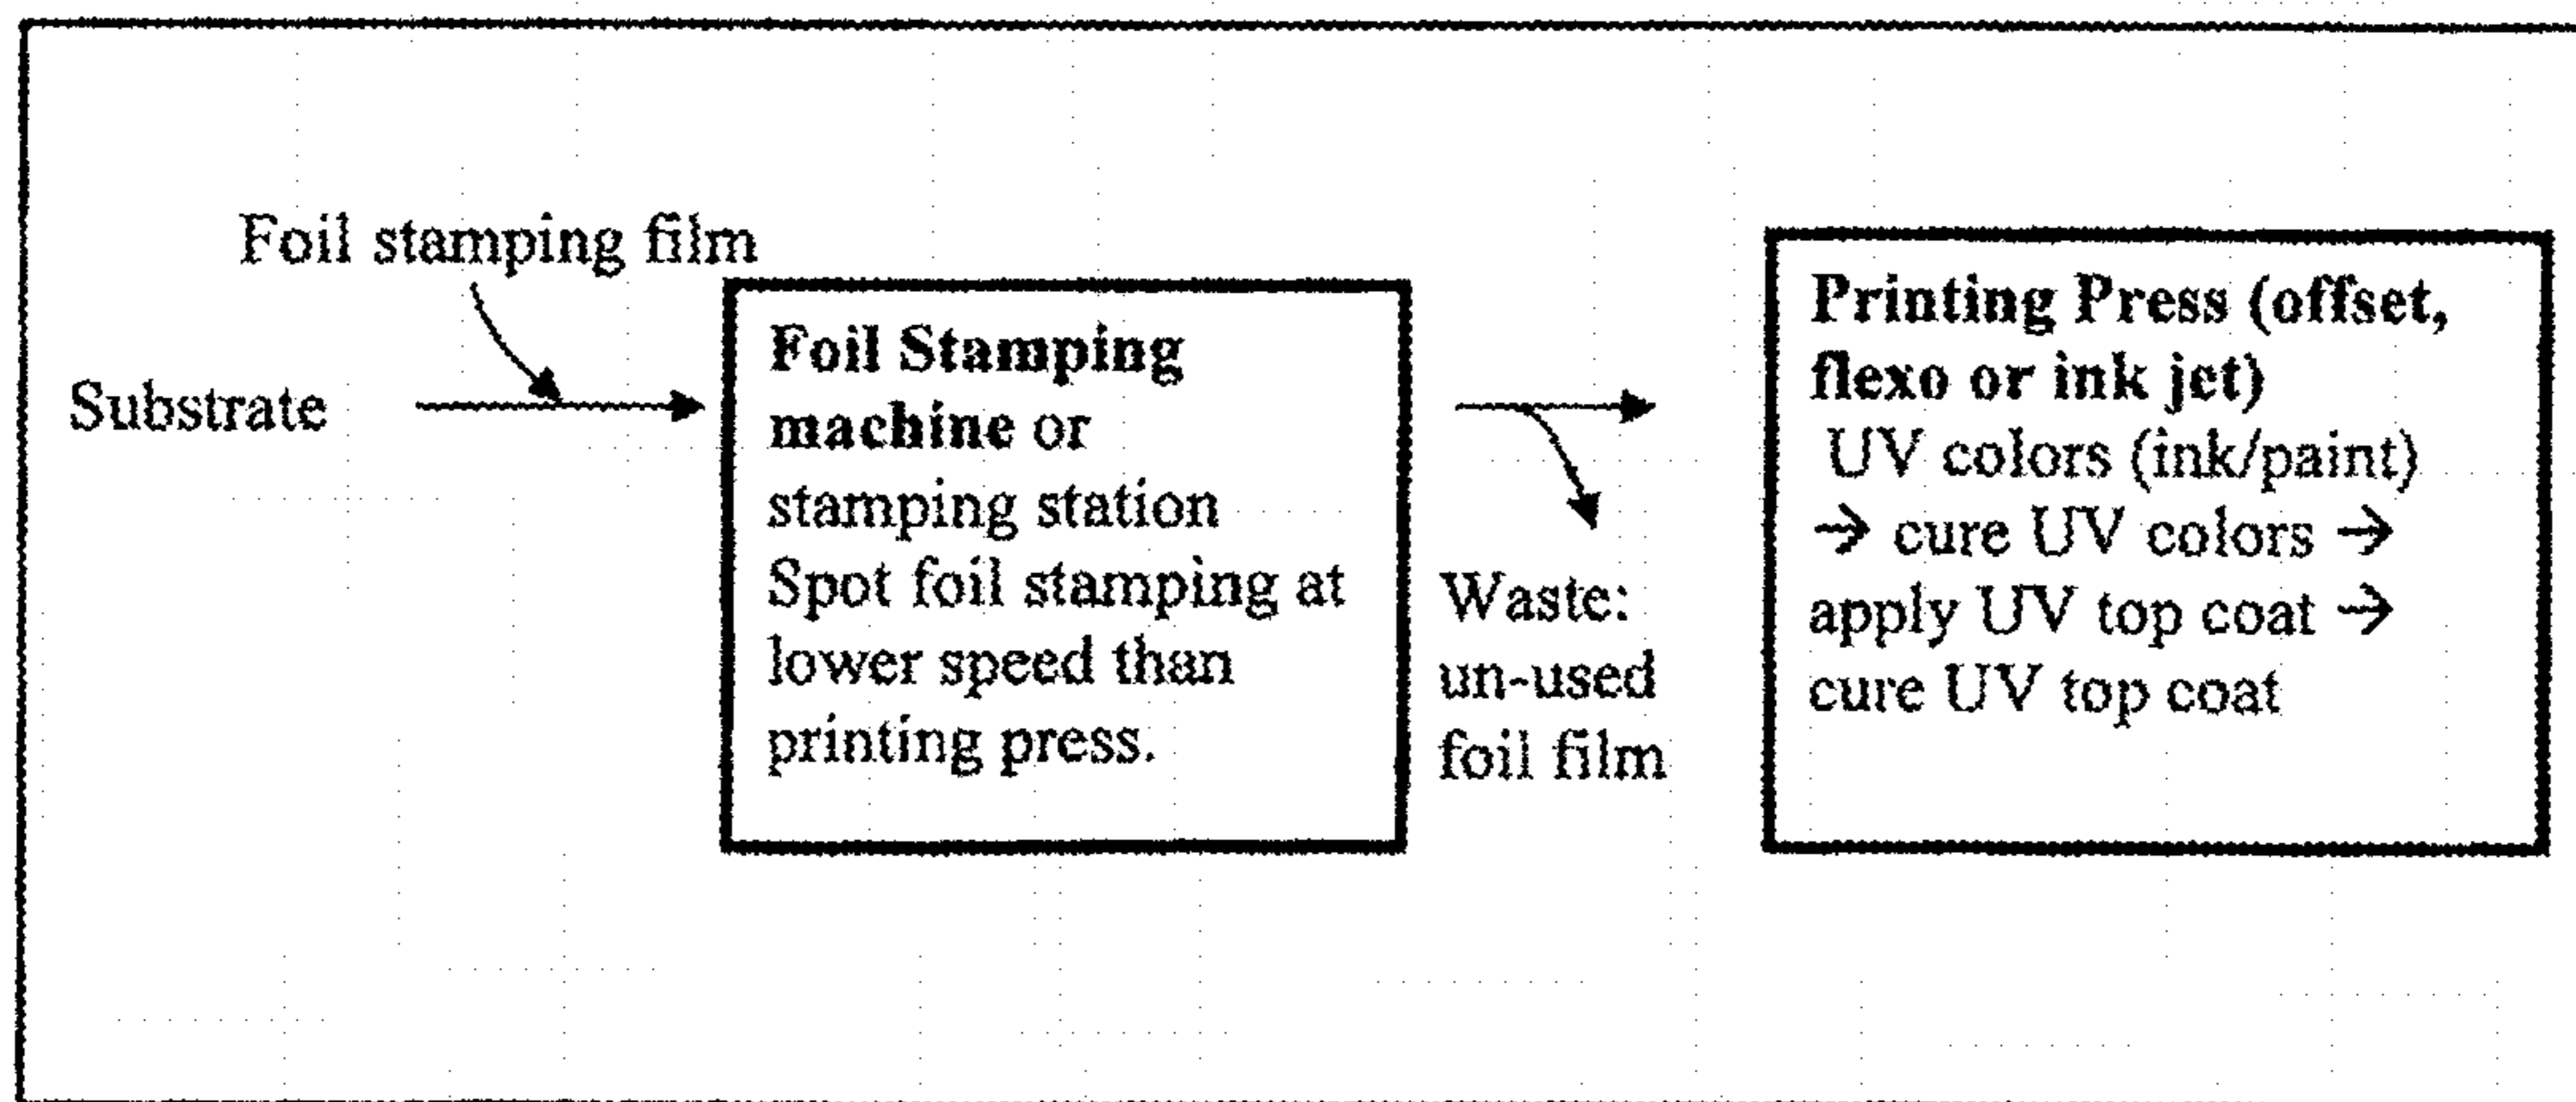 Foil stamping film
Substrate
Foil Stamping
machine or
stamping station
Spot foil stamping at
lower speed than
printing press.
Waste:
un-used
foil film
Printing Press (offset,
flexo or ink jet)
UV colors (ink/paint)
→ cure UV colors →
apply UV top coat →
cure UV top coat